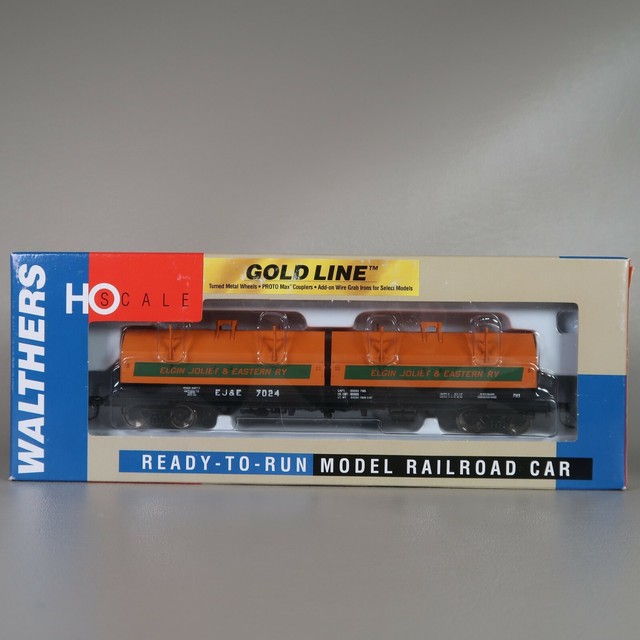 WALTHERS
HO SCALE
GOLD LINE™
Turned Metal Wheels • PROTO Max™ Couplers • Add-on Wire Grab Irons for Select Models
ELGIN JOLIET & EASTERN RY
ELGIN JOLIET & EASTERN RY
EJ&E 7024
READY-TO-RUN MODEL RAILROAD CAR